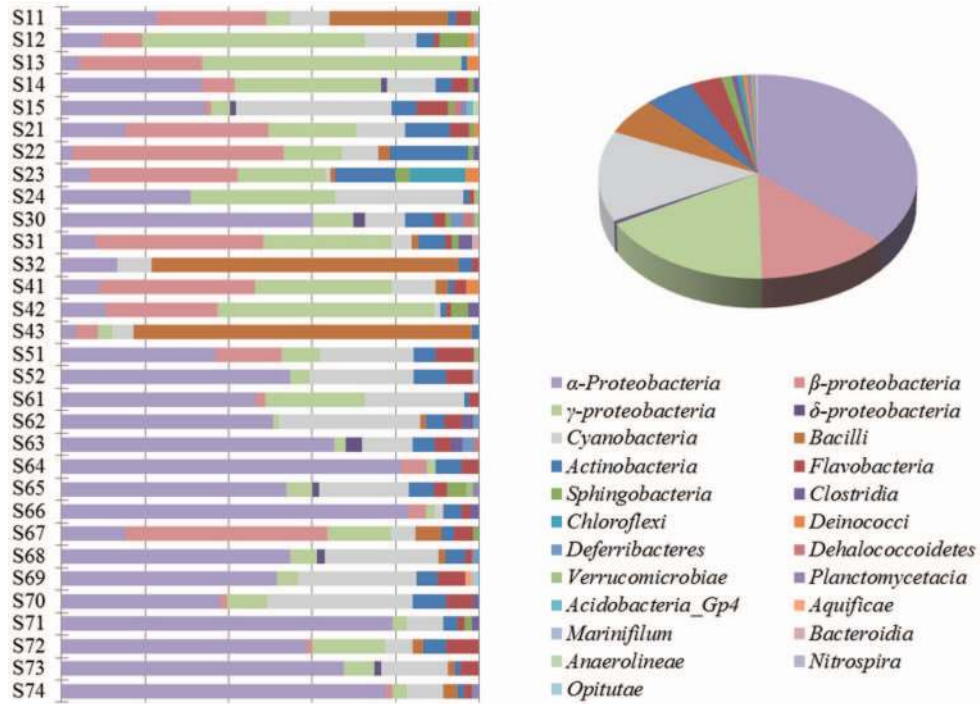 S11
S12
S13
S14
S15
S21
S22
S23
S24
S30
S31
S32
S41
S42
S43
S51
S52
S61
S62
S63
S64
S65
S66
S67
S68
S69
S70
S71
S72
S73
S74
α-Proteobacteria
β-proteobacteria
γ-proteobacteria
δ-proteobacteria
Cyanobacteria
Bacilli
Actinobacteria
Flavobacteria
Sphingobacteria
Clostridia
Chloroflexi
Deinococci
Deferribacteres
Dehalococcoidetes
Verrucomicrobiae
Planctomycetacia
Acidobacteria_Gp4
Aquificae
Marinifilum
Bacteroidia
Anaerolineae
Nitrospira
Opitutae